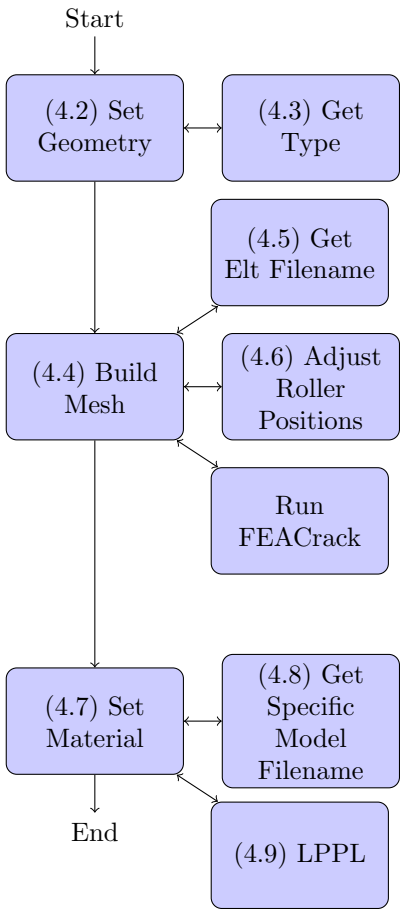 Start
(4.2) Set
Geometry
(4.3) Get
Type
(4.5) Get
Elt Filename
(4.4) Build
Mesh
(4.6) Adjust
Roller
Positions
Run
FEACrack
(4.7) Set
Material
(4.8) Get
Specific
Model
Filename
End
(4.9) LPPL